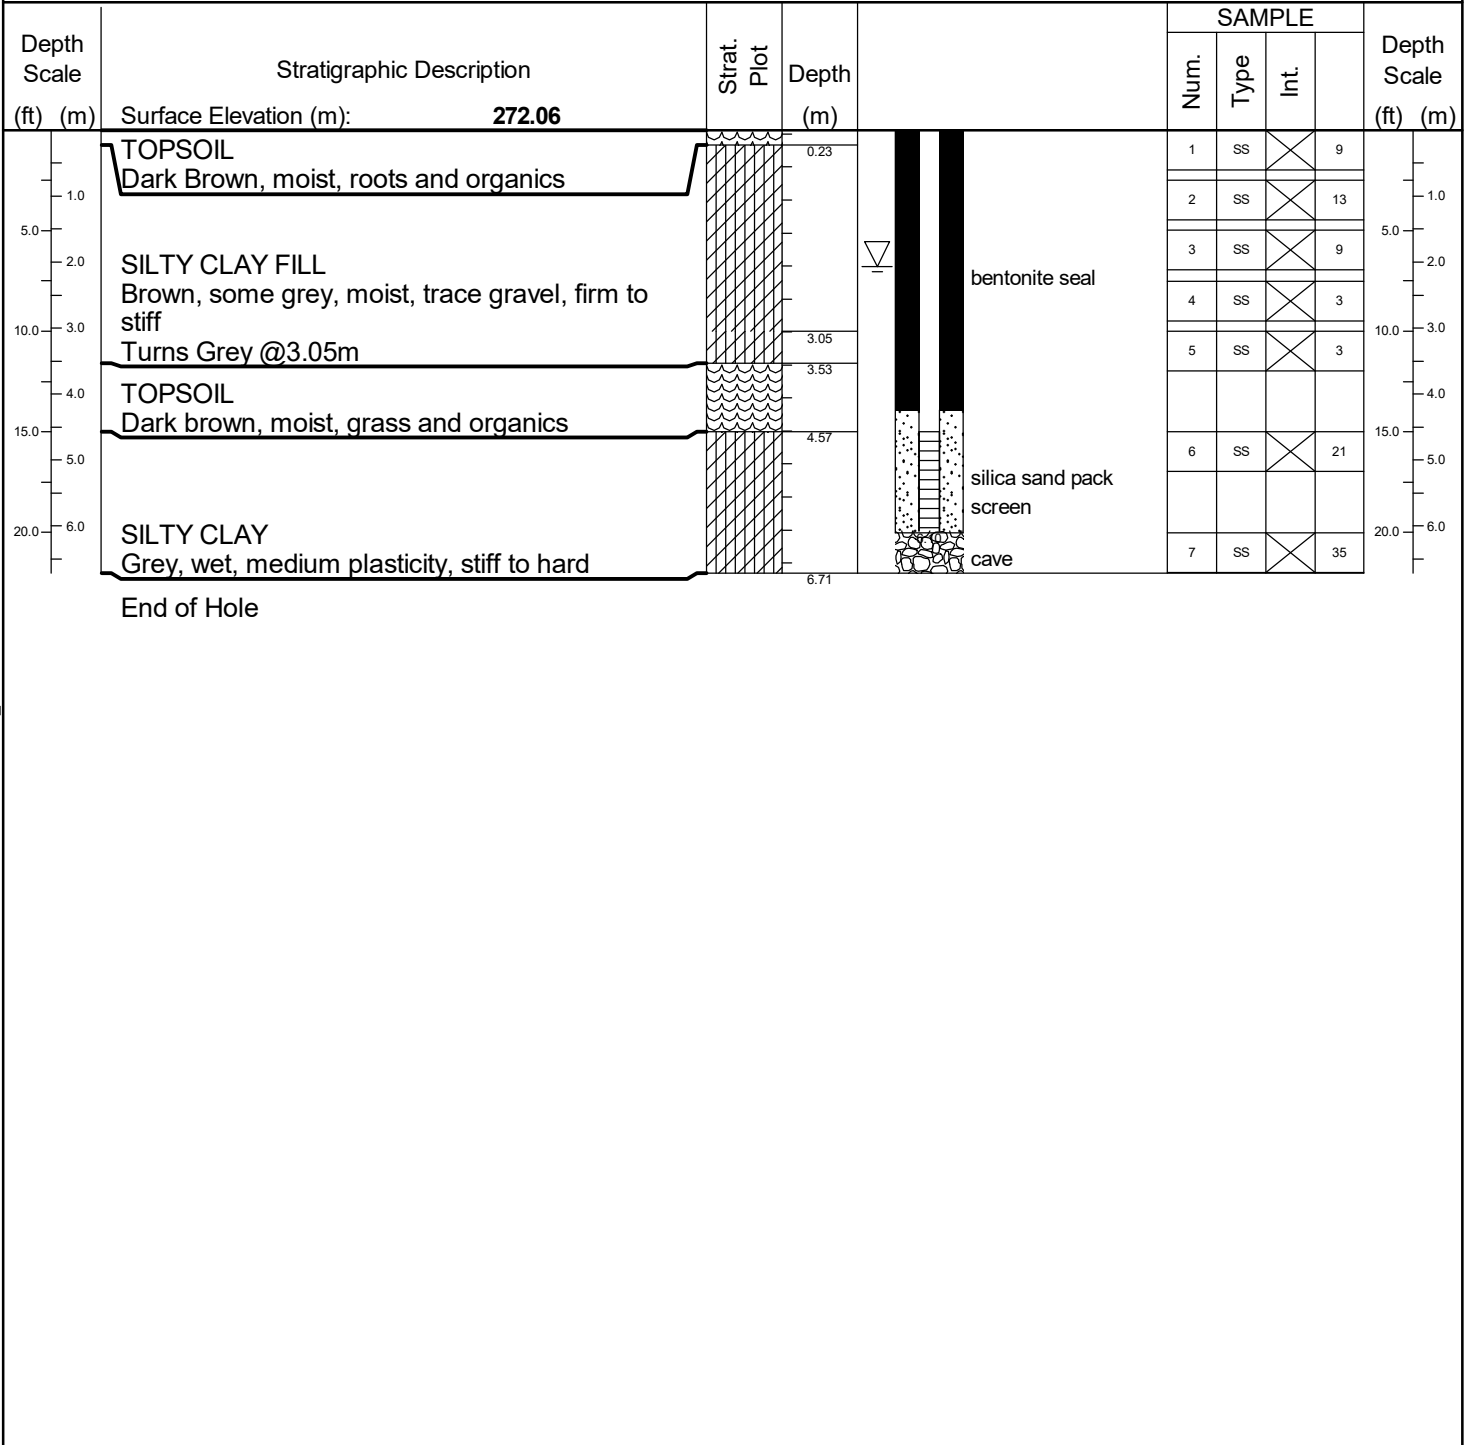 SAMPLE
Depth Scale
(ft) (m)
Stratigraphic Description
Surface Elevation (m): 272.06
Strat. Plot
Depth
(m)
Num.
Type
Int.
Depth Scale
(ft) (m)
TOPSOIL
Dark Brown, moist, roots and organics
0.23
1 SS 9
1.0
2 SS 13
1.0
5.0
5.0
3 SS 9
2.0
2.0
SILTY CLAY FILL
Brown, some grey, moist, trace gravel, firm to
stiff
Turns Grey @3.05m
bentonite seal
4 SS 3
10.0 3.0
3.05
10.0 3.0
5 SS 3
3.53
TOPSOIL
Dark brown, moist, grass and organics
4.0
4.0
15.0
4.57
15.0
6 SS 21
5.0
5.0
silica sand pack
screen
SILTY CLAY
Grey, wet, medium plasticity, stiff to hard
20.0 6.0
20.0 6.0
cave
7 SS 35
6.71
End of Hole